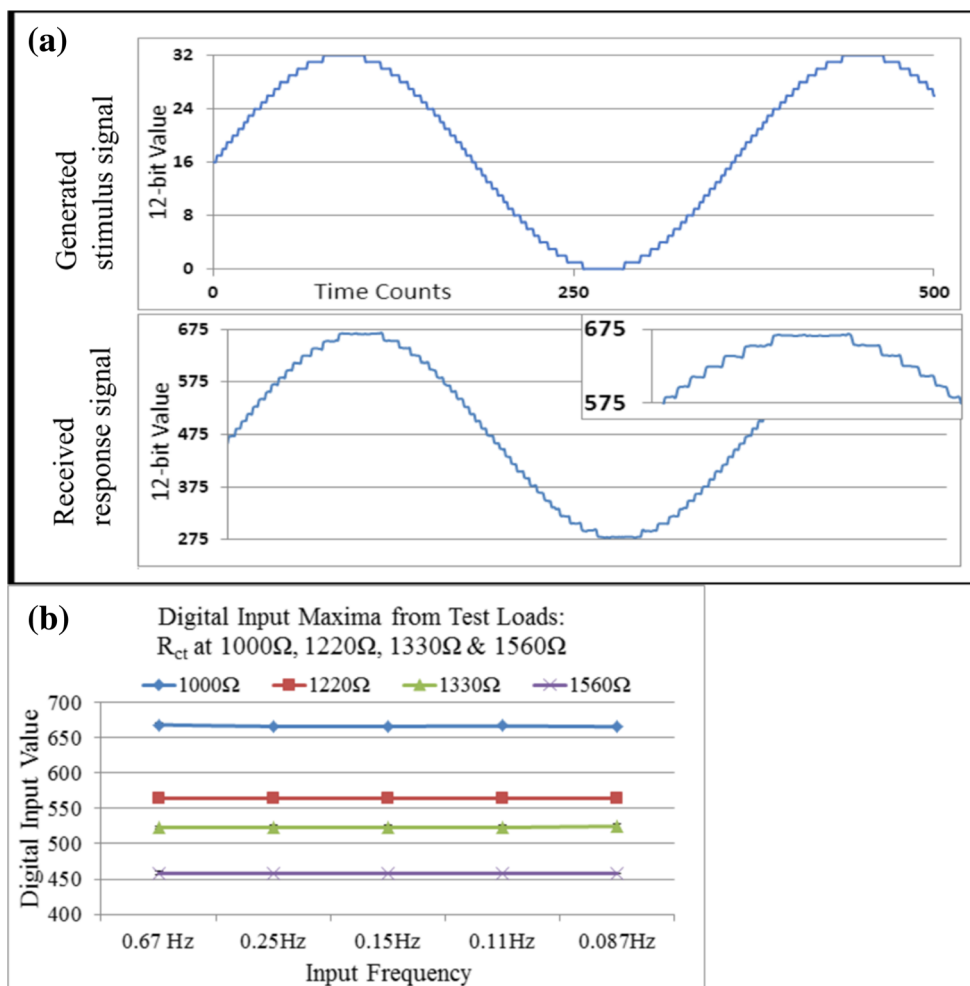 (a)
Generated
stimulus signal
12-bit Value
32
24
16
8
0
0 Time Counts 250 500
Received
response signal
12-bit Value
675
575
475
375
275
675
575
(b)
Digital Input Maxima from Test Loads:
Rct at 1000Ω, 1220Ω, 1330Ω & 1560Ω
1000Ω 1220Ω 1330Ω 1560Ω
Digital Input Value
700
650
600
550
500
450
400
0.67 Hz 0.25Hz 0.15Hz 0.11Hz 0.087Hz
Input Frequency